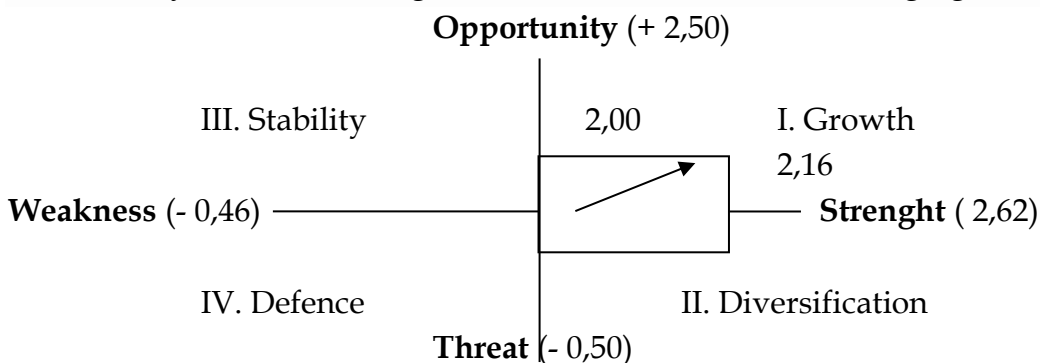 Opportunity (+ 2,50)
III. Stability 2,00 I. Growth
2,16
Weakness (- 0,46) Strenght ( 2,62)
IV. Defence II. Diversification
Threat (- 0,50)